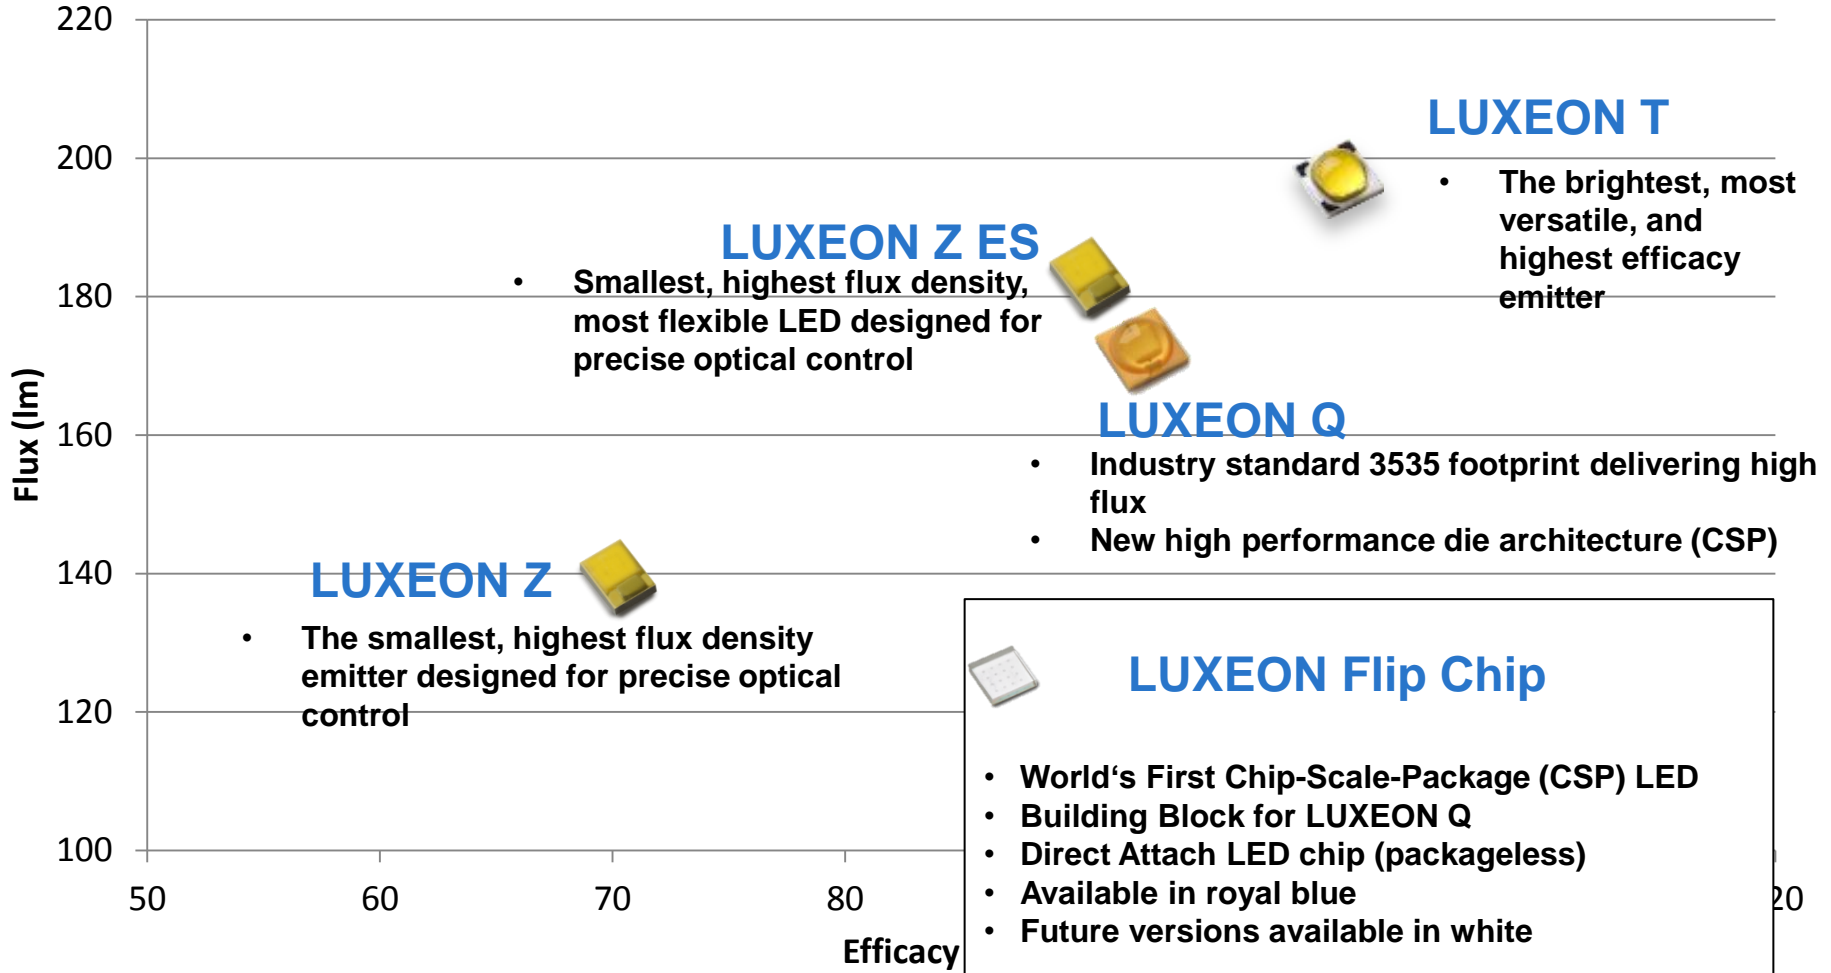 220
LUXEON T
200
• The brightest, most
versatile, and
highest efficacy
emitter
LUXEON Z ES
• Smallest, highest flux density,
most flexible LED designed for
precise optical control
180
Flux (lm)
LUXEON Q
160
• Industry standard 3535 footprint delivering high
flux
• New high performance die architecture (CSP)
140
LUXEON Z
• The smallest, highest flux density
emitter designed for precise optical
control
120
LUXEON Flip Chip
• World‘s First Chip-Scale-Package (CSP) LED
• Building Block for LUXEON Q
• Direct Attach LED chip (packageless)
• Available in royal blue
• Future versions available in white
100
50 60 70 80 20
Efficacy